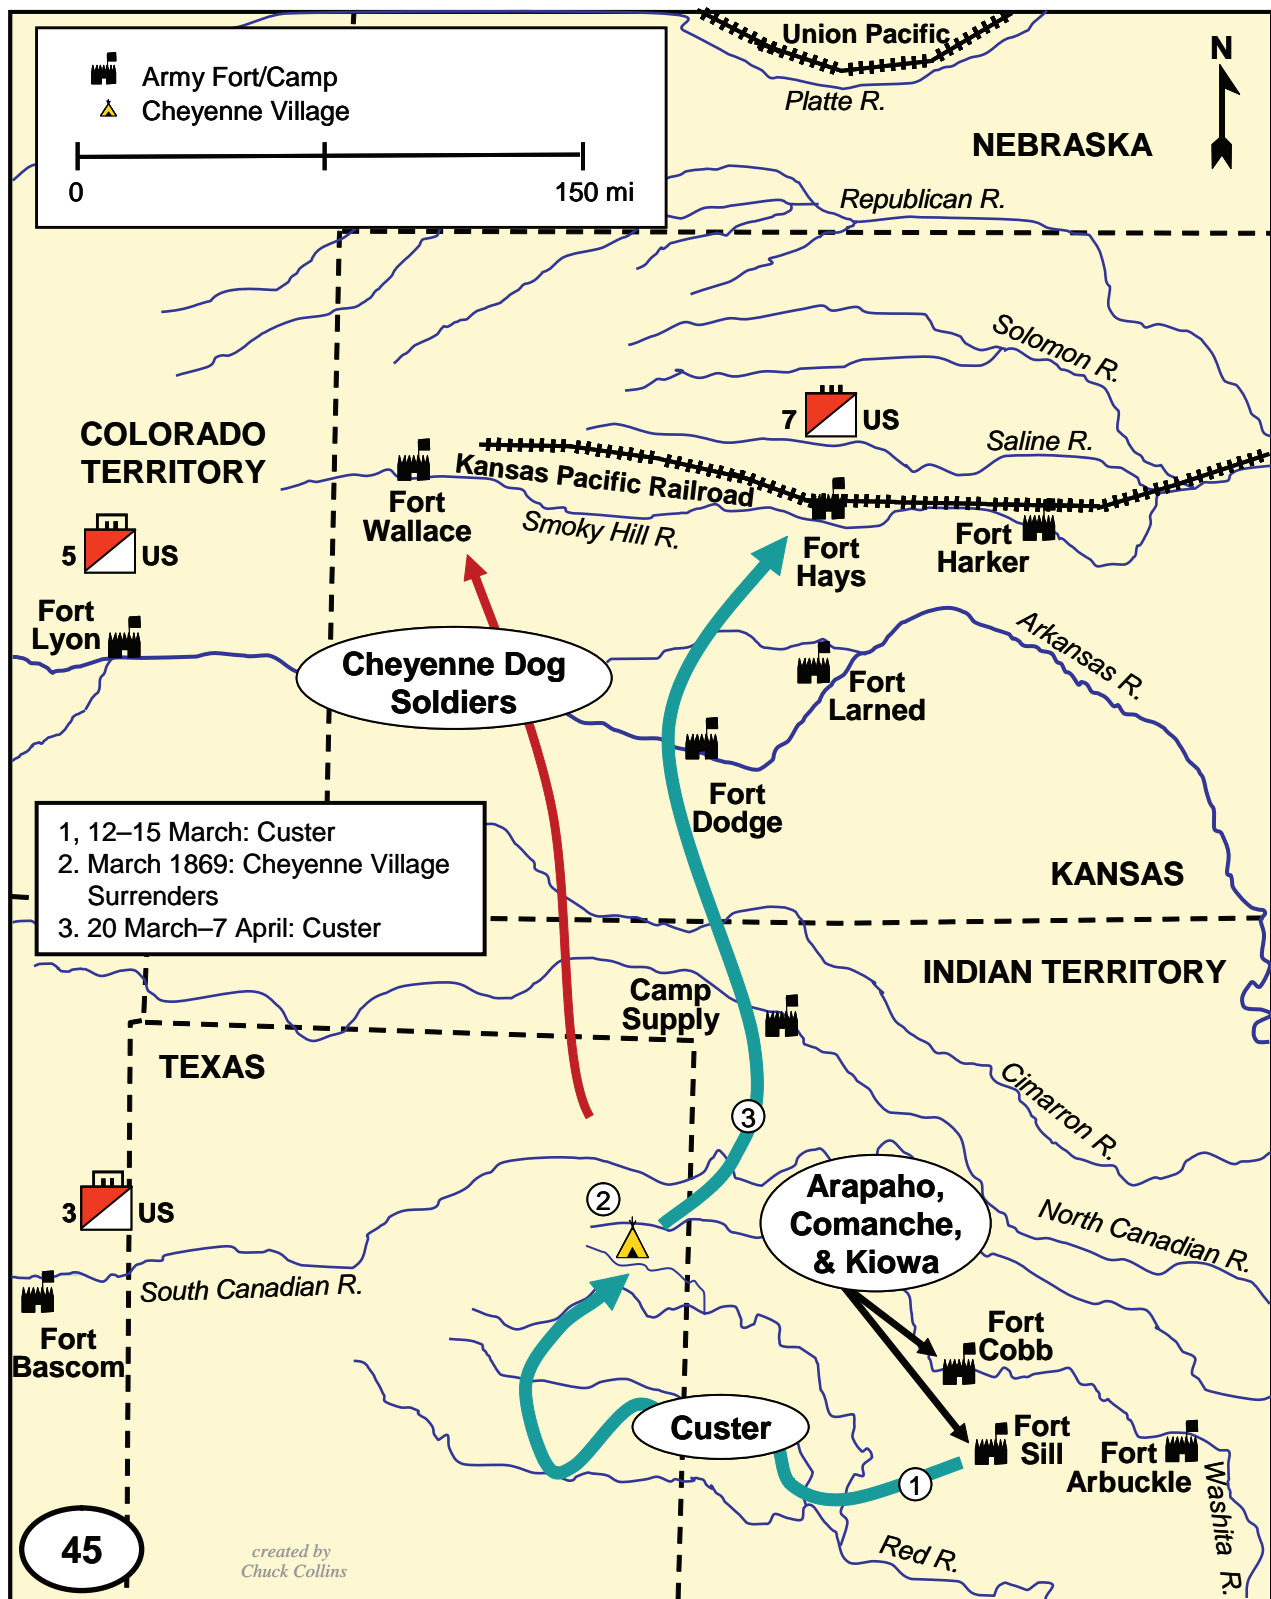 Union Pacific
N
Army Fort/Camp
Cheyenne Village
Platte R.
NEBRASKA
0
150 mi
Republican R.
Solomon R.
7
US
COLORADO
TERRITORY
Saline R.
Kansas Pacific Railroad
Fort
Wallace
Smoky Hill R.
Fort
Harker
Fort
Hays
5
US
Fort
Lyon
Arkansas R.
Cheyenne Dog
Soldiers
Fort
Larned
Fort
Dodge
1, 12–15 March: Custer
2. March 1869: Cheyenne Village
Surrenders
3. 20 March–7 April: Custer
KANSAS
INDIAN TERRITORY
Camp
Supply
TEXAS
Cimarron R.
3
2
Arapaho,
Comanche,
& Kiowa
3
US
North Canadian R.
South Canadian R.
Fort
Bascom
Fort
Cobb
Custer
Fort
Sill
Fort
Arbuckle
1
Washita R.
Red R.
45
created by
Chuck Collins